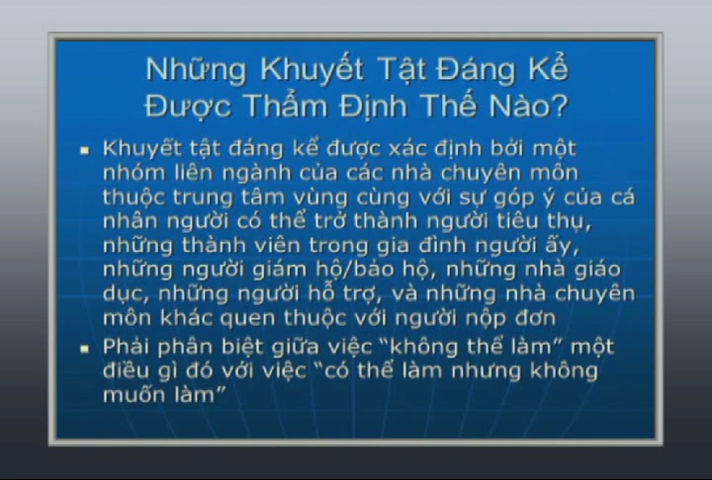 Những Khuyết Tật Đáng Kể
Được Thẩm Định Thế Nào?
Khuyết tật đáng kể được xác định bởi một
nhóm liên ngành của các nhà chuyên môn
thuộc trung tâm vùng cùng với sự góp ý của cá
nhân người có thể trở thành người tiêu thụ,
những thành viên trong gia đình người ấy,
những người giám hộ/bảo hộ, những nhà giáo
dục, những người hỗ trợ, và những nhà chuyên
môn khác quen thuộc với người nộp đơn
Phải phân biệt giữa việc “không thể làm” một
điều gì đó với việc “có thể làm nhưng không
muốn làm”